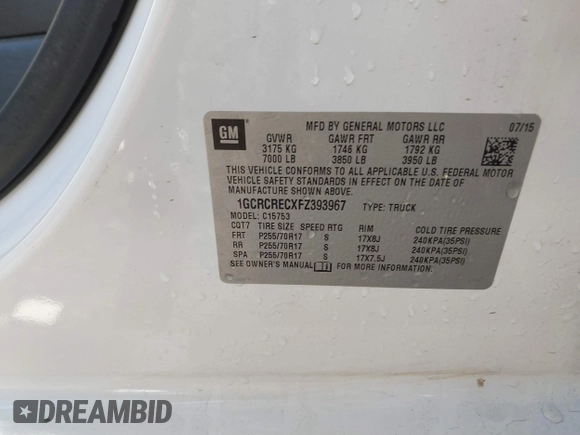 GM
MFD BY GENERAL MOTORS LLC 07/15
GVWR GAWR FRT GAWR RR
3175 KG 1746 KG 1792 KG
7000 LB 3850 LB 3950 LB
THIS VEHICLE CONFORMS TO ALL APPLICABLE U.S. FEDERAL MOTOR
VEHICLE SAFETY STANDARDS IN EFFECT ON THE DATE OF
MANUFACTURE SHOWN ABOVE.
1GCRCRECXFZ393967 TYPE: TRUCK
MODEL: C15753
CQT7 TIRE SIZE SPEED RTG RIM COLD TIRE PRESSURE
FRT P255/70R17 S 17X8J 240KPA(35PSI)
RR P255/70R17 S 17X8J 240KPA(35PSI)
SPA P255/70R17 S 17X7.5J 240KPA(35PSI)
SEE OWNER'S MANUAL FOR MORE INFORMATION.
DREAMBID